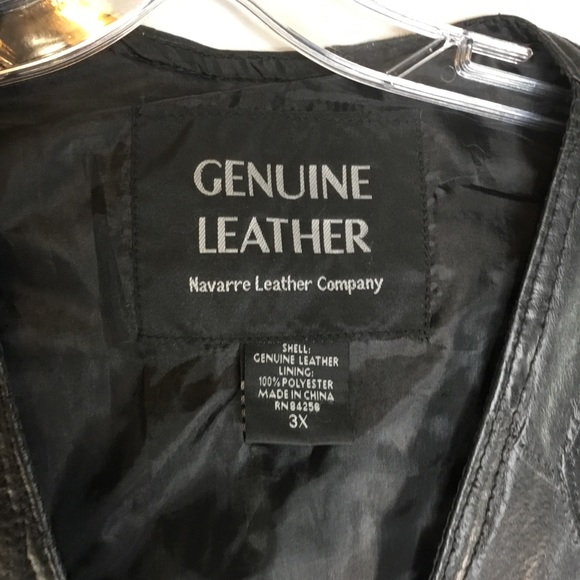 GENUINE
LEATHER
Navarre Leather Company
SHELL:
GENUINE LEATHER
LINING:
100% POLYESTER
MADE IN CHINA
RN84256
3X